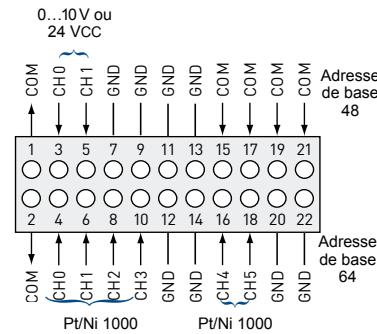 0...10 V ou
24 VCC
COM CH0 CH1 GND GND GND GND COM COM COM COM
Adresse
de base
48
1 3 5 7 9 11 13 15 17 19 21
2 4 6 8 10 12 14 16 18 20 22
Adresse
de base
64
COM CH0 CH1 CH2 CH3 GND GND CH4 CH5 GND GND
Pt/Ni 1000 Pt/Ni 1000